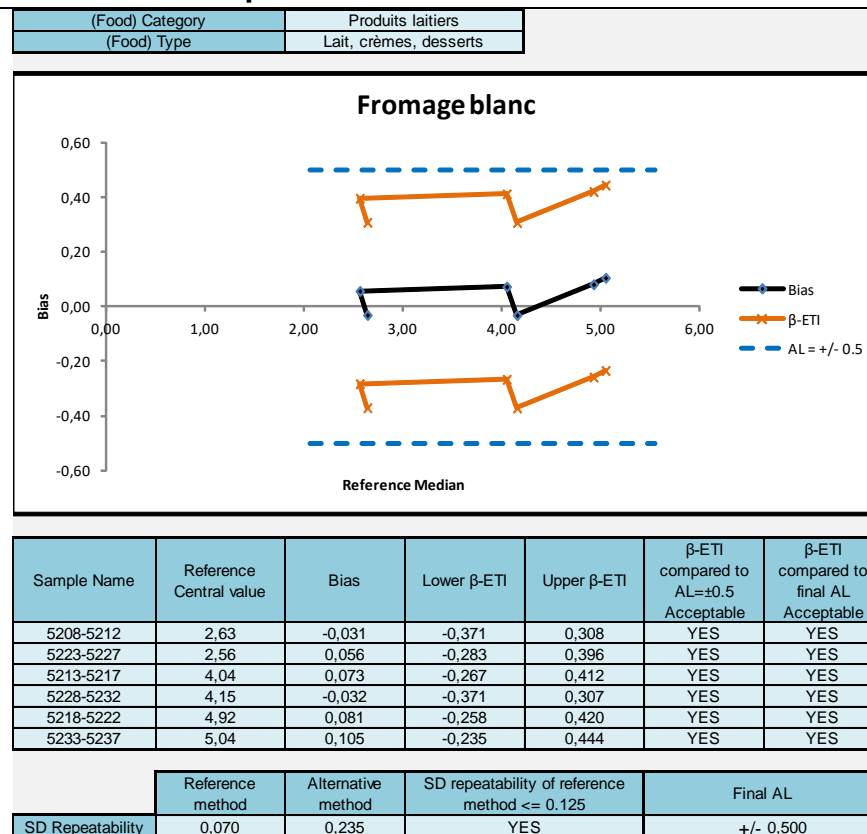 (Food) Category Produits laitiers
(Food) Type Lait, crèmes, desserts
Fromage blanc
0,60
0,40
0,20
0,00
-0,20
-0,40
-0,60
Bias
0,00 1,00 2,00 3,00 4,00 5,00 6,00
Reference Median
Bias
β-ETI
AL = +/- 0.5
Sample Name Reference Central value Bias Lower β-ETI Upper β-ETI β-ETI compared to AL=±0.5 Acceptable β-ETI compared to final AL Acceptable
5208-5212 2,63 -0,031 -0,371 0,308 YES YES
5223-5227 2,56 0,056 -0,283 0,396 YES YES
5213-5217 4,04 0,073 -0,267 0,412 YES YES
5228-5232 4,15 -0,032 -0,371 0,307 YES YES
5218-5222 4,92 0,081 -0,258 0,420 YES YES
5233-5237 5,04 0,105 -0,235 0,444 YES YES
Reference method Alternative method SD repeatability of reference method <= 0.125 Final AL
SD Repeatability 0,070 0,235 YES +/- 0,500